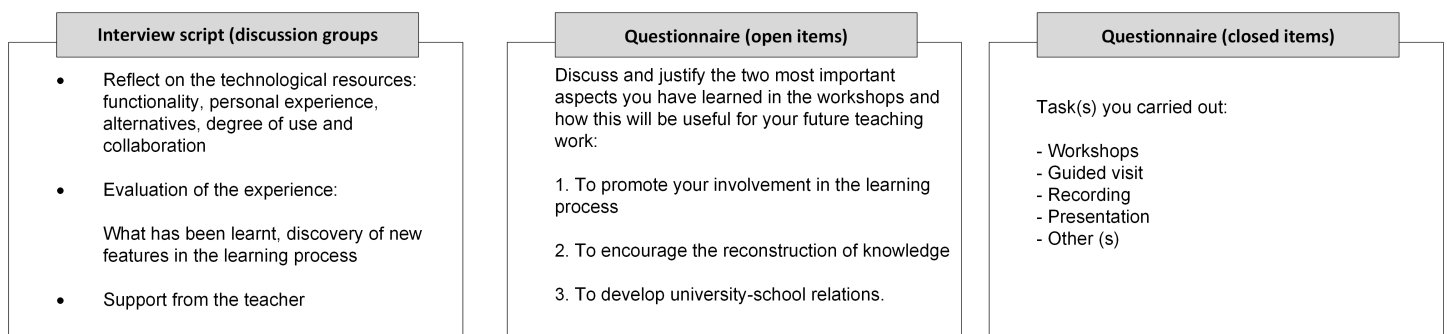 Interview script (discussion groups
• Reflect on the technological resources:
functionality, personal experience,
alternatives, degree of use and
collaboration
• Evaluation of the experience:
What has been learnt, discovery of new
features in the learning process
• Support from the teacher
Questionnaire (open items)
Discuss and justify the two most important
aspects you have learned in the workshops and
how this will be useful for your future teaching
work:
1. To promote your involvement in the learning
process
2. To encourage the reconstruction of knowledge
3. To develop university-school relations.
Questionnaire (closed items)
Task(s) you carried out:
- Workshops
- Guided visit
- Recording
- Presentation
- Other (s)